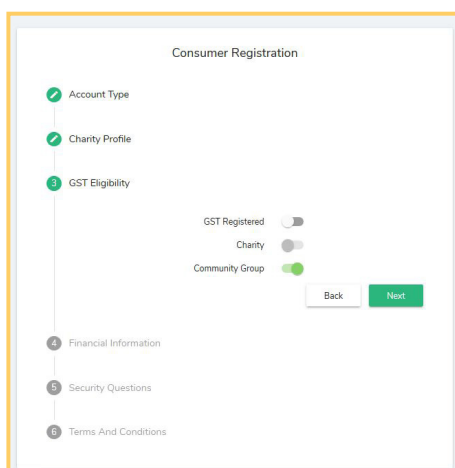 Consumer Registration
Account Type
Charity Profile
3 GST Eligibility
GST Registered
Charity
Community Group
Back Next
4 Financial Information
5 Security Questions
6 Terms And Conditions